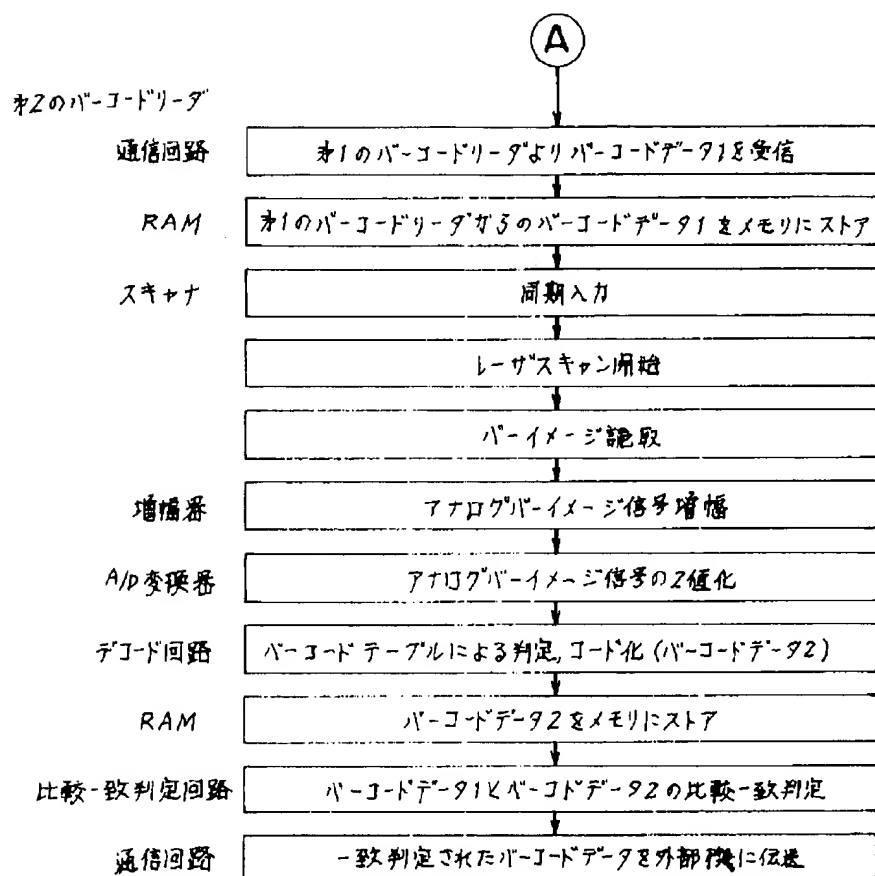 A
第2のバーコードリーダ
通信回路 第1のバーコードリーダより バーコードデータ1を受信
RAM 第1のバーコードリーダからのバーコードデータ1をメモリにストア
スキャナ 同期入力
レーザスキャン開始
バーイメージ読取
増幅器 アナログバーイメージ信号増幅
A/D変換器 アナログバーイメージ信号の2値化
デコード回路 バーコードテーブルによる判定,コード化(バーコードデータ2)
RAM バーコードデータ2をメモリにストア
比較一致判定回路 バーコードデータ1とバーコドデータ2の比較一致判定
通信回路 一致判定されたバーコードデータを外部機に伝送